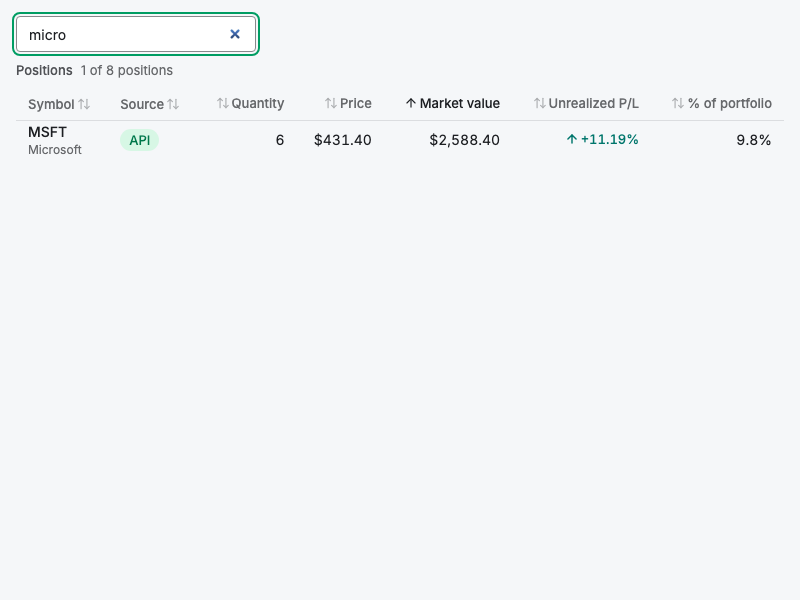 micro
Positions 1 of 8 positions
Symbol Source Quantity Price Market value Unrealized P/L % of portfolio
MSFT API 6 $431.40 $2,588.40 +11.19% 9.8%
Microsoft